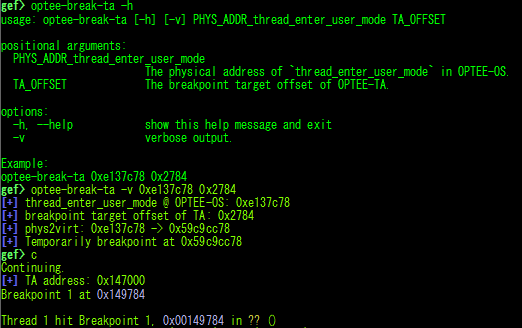 gef> optee-break-ta -h
usage: optee-break-ta [-h] [-v] PHYS_ADDR_thread_enter_user_mode TA_OFFSET

positional arguments:
  PHYS_ADDR_thread_enter_user_mode
                        The physical address of `thread_enter_user_mode` in OPTEE-OS.
  TA_OFFSET             The breakpoint target offset of OPTEE-TA.

options:
  -h, --help            show this help message and exit
  -v                    verbose output.

Example:
optee-break-ta 0xe137c78 0x2784
gef> optee-break-ta -v 0xe137c78 0x2784
[+] thread_enter_user_mode @ OPTEE-OS: 0xe137c78
[+] breakpoint target offset of TA: 0x2784
[+] phys2virt: 0xe137c78 -> 0x59c9cc78
[+] Temporarily breakpoint at 0x59c9cc78
gef> c
Continuing.
[+] TA address: 0x147000
Breakpoint 1 at 0x149784

Thread 1 hit Breakpoint 1, 0x00149784 in ?? ()